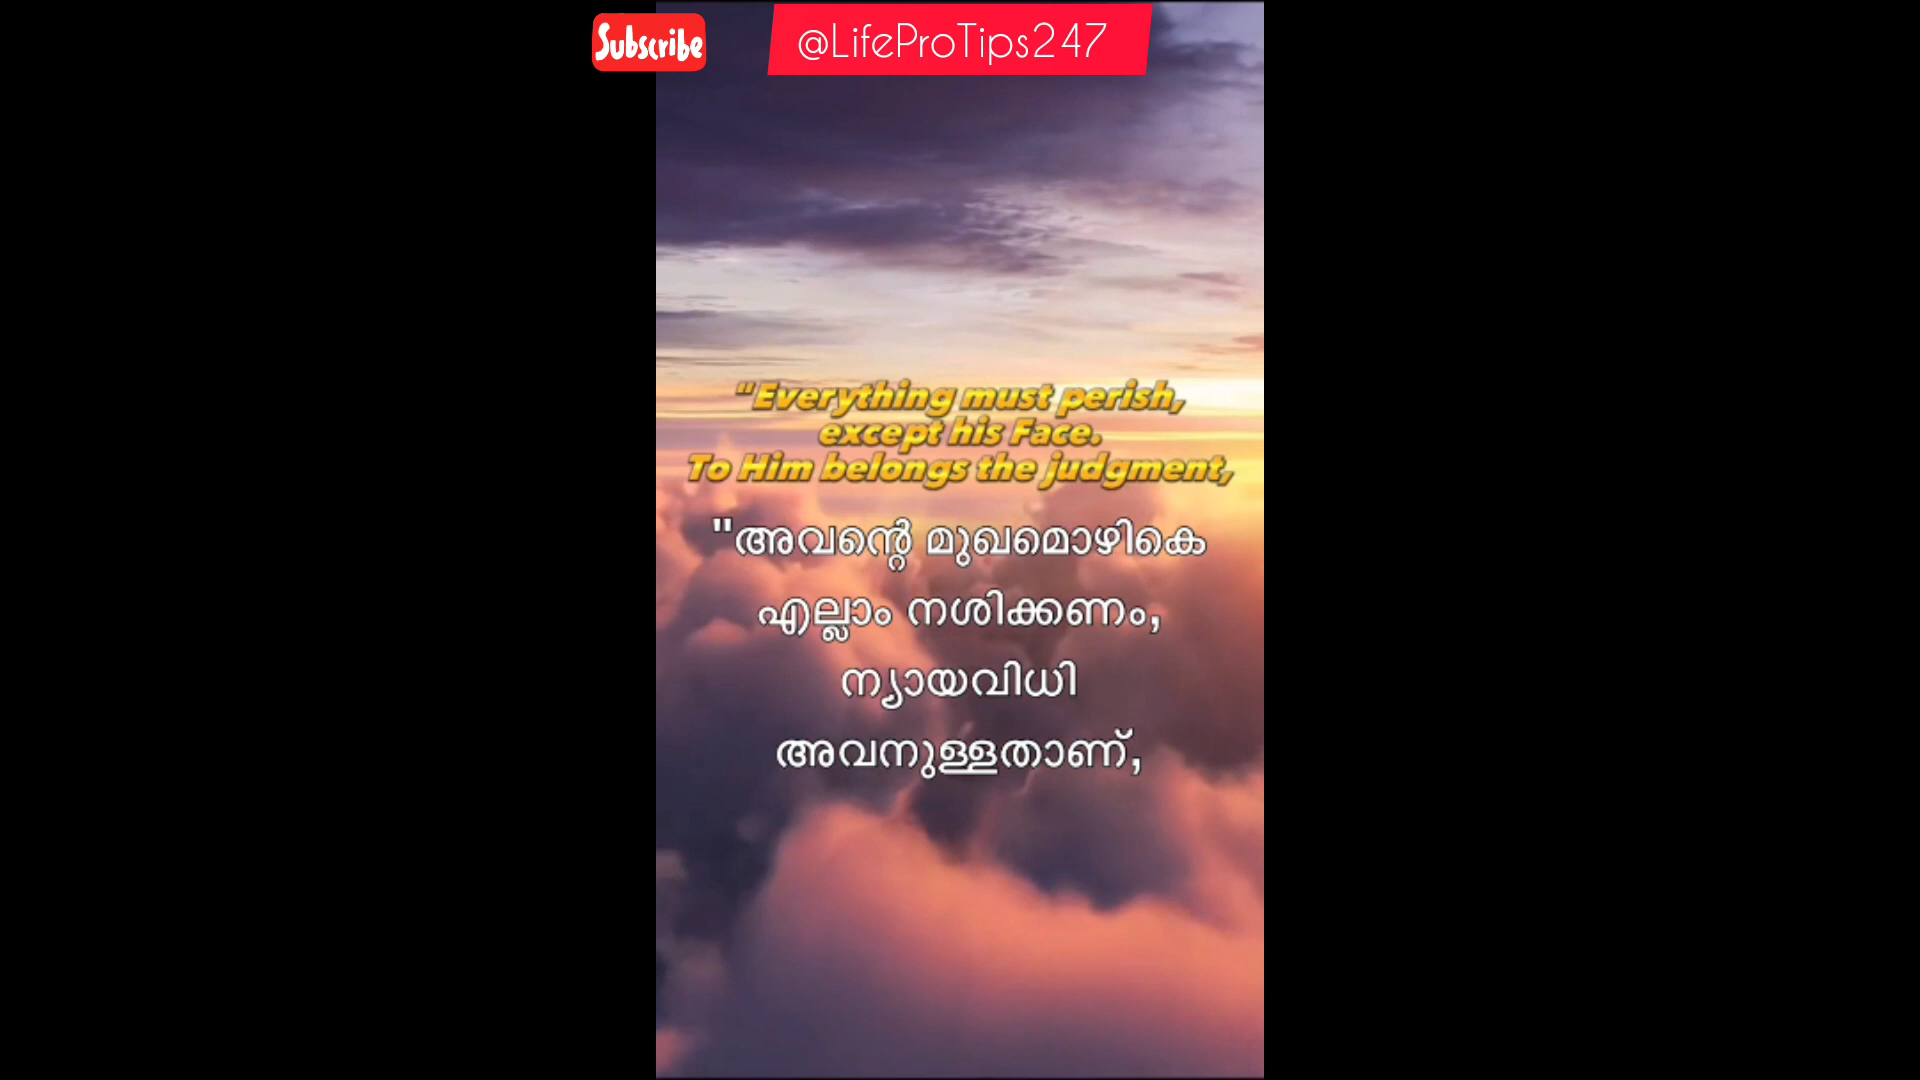 Subscribe
@LifeProTips247
"Everything must perish,
except his Face.
To Him belongs the judgment,
"അവന്റെ മുഖമൊഴികെ
എല്ലാം നശിക്കണം,
ന്യായവിധി
അവനുള്ളതാണ്,